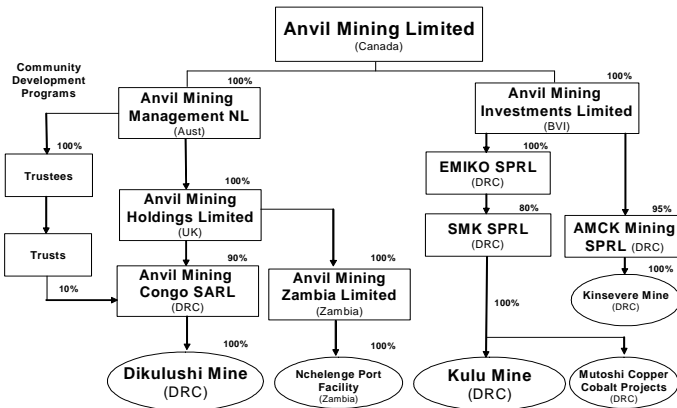 Anvil Mining Limited
(Canada)
Community
Development
Programs
100%
100%
Anvil Mining
Management NL
(Aust)
Anvil Mining
Investments Limited
(BVI)
100%
Trustees
100%
EMIKO SPRL
(DRC)
100%
Anvil Mining
Holdings Limited
(UK)
80%
SMK SPRL
(DRC)
95%
AMCK Mining
SPRL (DRC)
Trusts
10%
90%
Anvil Mining
Congo SARL
(DRC)
100%
Anvil Mining
Zambia Limited
(Zambia)
100%
100%
Kinsevere Mine
(DRC)
100%
Dikulushi Mine
(DRC)
100%
Nchelenge Port
Facility
(Zambia)
100%
Kulu Mine
(DRC)
100%
Mutoshi Copper
Cobalt Projects
(DRC)